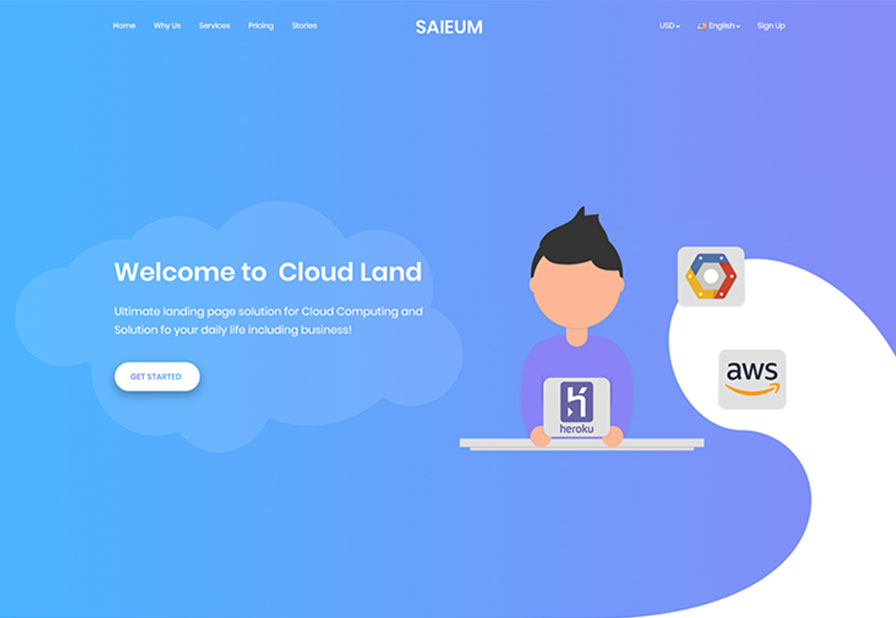 Home Why Us Services Pricing Stories SAIEUM USD English Sign Up
Welcome to Cloud Land
Ultimate landing page solution for Cloud Computing and
Solution fo your daily life including business!
GET STARTED
aws
heroku